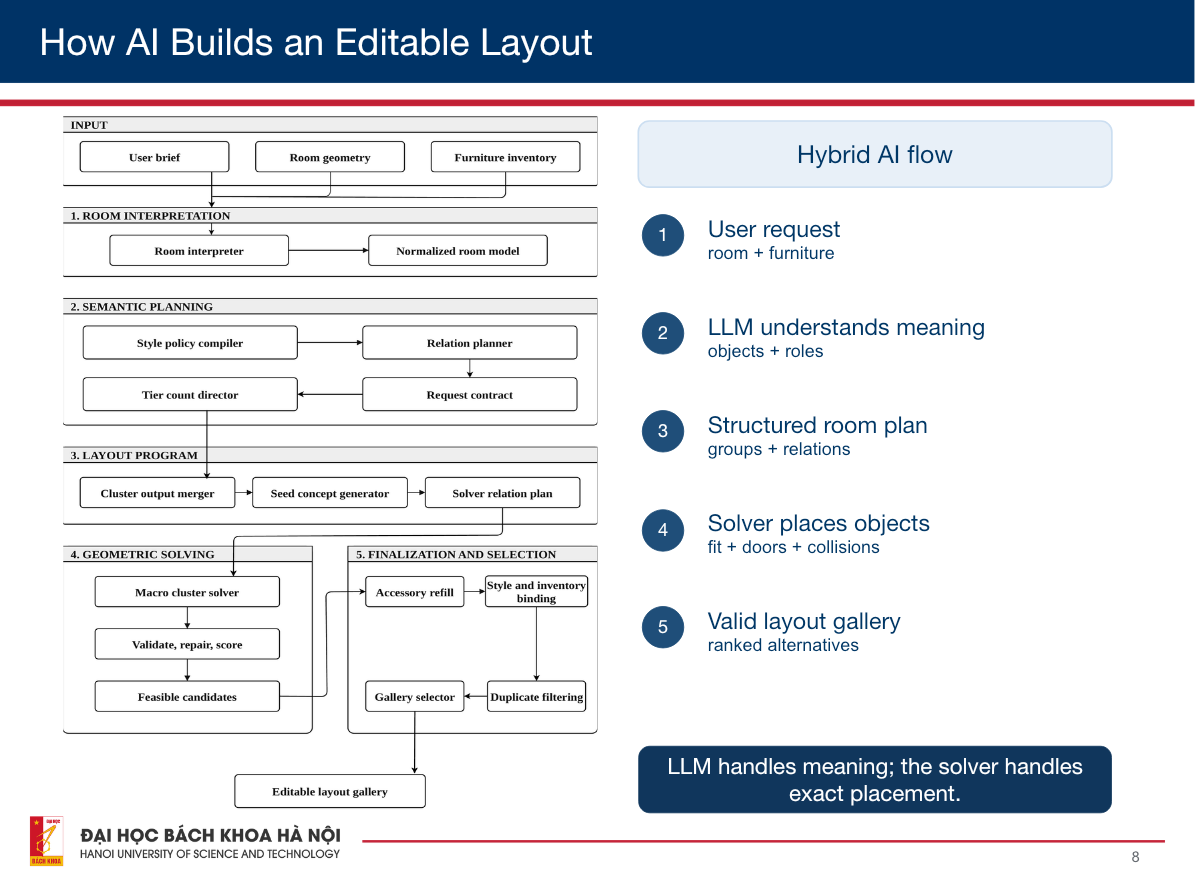 How AI Builds an Editable Layout
INPUT
User brief
Room geometry
Furniture inventory
1. ROOM INTERPRETATION
Room interpreter
Normalized room model
2. SEMANTIC PLANNING
Style policy compiler
Relation planner
Tier count director
Request contract
3. LAYOUT PROGRAM
Cluster output merger
Seed concept generator
Solver relation plan
4. GEOMETRIC SOLVING
Macro cluster solver
Validate, repair, score
Feasible candidates
5. FINALIZATION AND SELECTION
Accessory refill
Style and inventory
binding
Gallery selector
Duplicate filtering
Editable layout gallery
Hybrid AI flow
1
User request
room + furniture
2
LLM understands meaning
objects + roles
3
Structured room plan
groups + relations
4
Solver places objects
fit + doors + collisions
5
Valid layout gallery
ranked alternatives
LLM handles meaning; the solver handles
exact placement.
ĐẠI HỌC
BÁCH KHOA
ĐẠI HỌC BÁCH KHOA HÀ NỘI
HANOI UNIVERSITY OF SCIENCE AND TECHNOLOGY
8